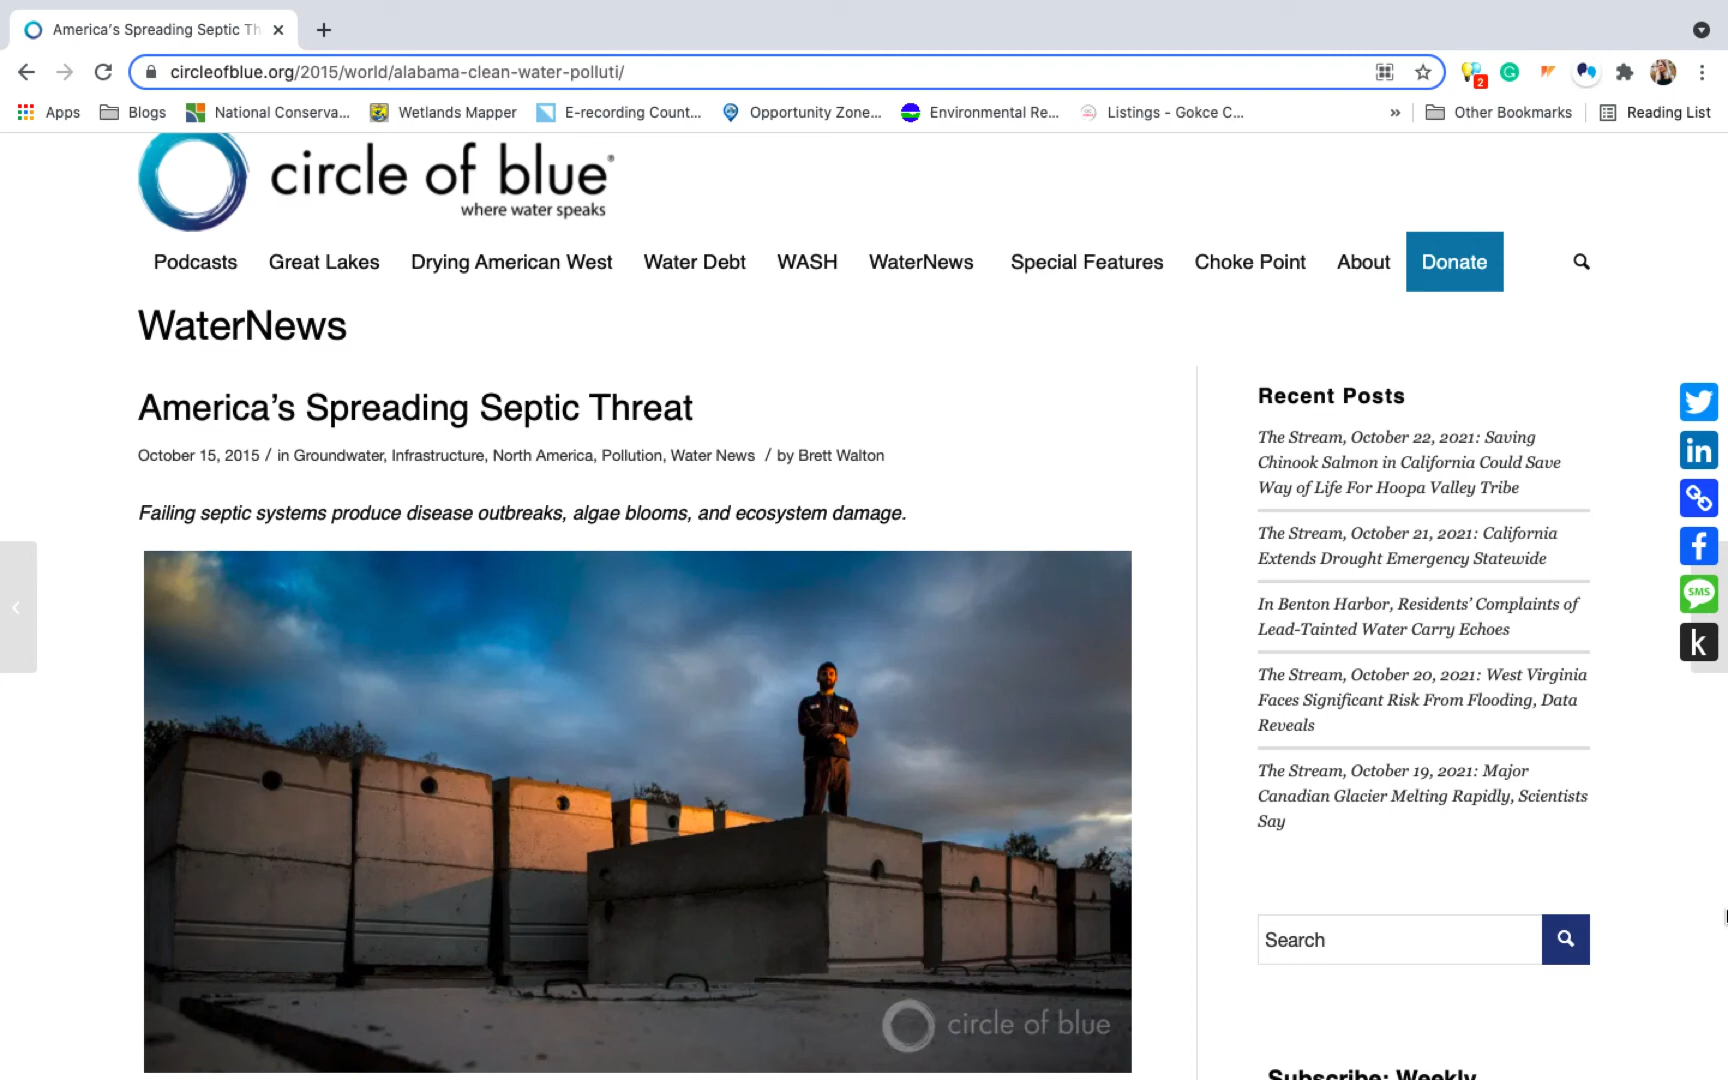 America's Spreading Septic Th
circleofblue.org/2015/world/alabama-clean-water-polluti/
2
Apps
Blogs
National Conserva...
Wetlands Mapper
E-recording Count...
Opportunity Zone...
Environmental Re...
Listings - Gokce C...
»
Other Bookmarks
Reading List
circle of blue®
where water speaks
Podcasts
Great Lakes
Drying American West
Water Debt
WASH
WaterNews
Special Features
Choke Point
About
Donate
WaterNews
America's Spreading Septic Threat
October 15, 2015 / in Groundwater, Infrastructure, North America, Pollution, Water News / by Brett Walton
Failing septic systems produce disease outbreaks, algae blooms, and ecosystem damage.
circle of blue
Recent Posts
The Stream, October 22, 2021: Saving
Chinook Salmon in California Could Save
Way of Life For Hoopa Valley Tribe
The Stream, October 21, 2021: California
Extends Drought Emergency Statewide
In Benton Harbor, Residents' Complaints of
Lead-Tainted Water Carry Echoes
The Stream, October 20, 2021: West Virginia
Faces Significant Risk From Flooding, Data
Reveals
The Stream, October 19, 2021: Major
Canadian Glacier Melting Rapidly, Scientists
Say
Search
Subscribe: Weekly
in
f
SMS
k